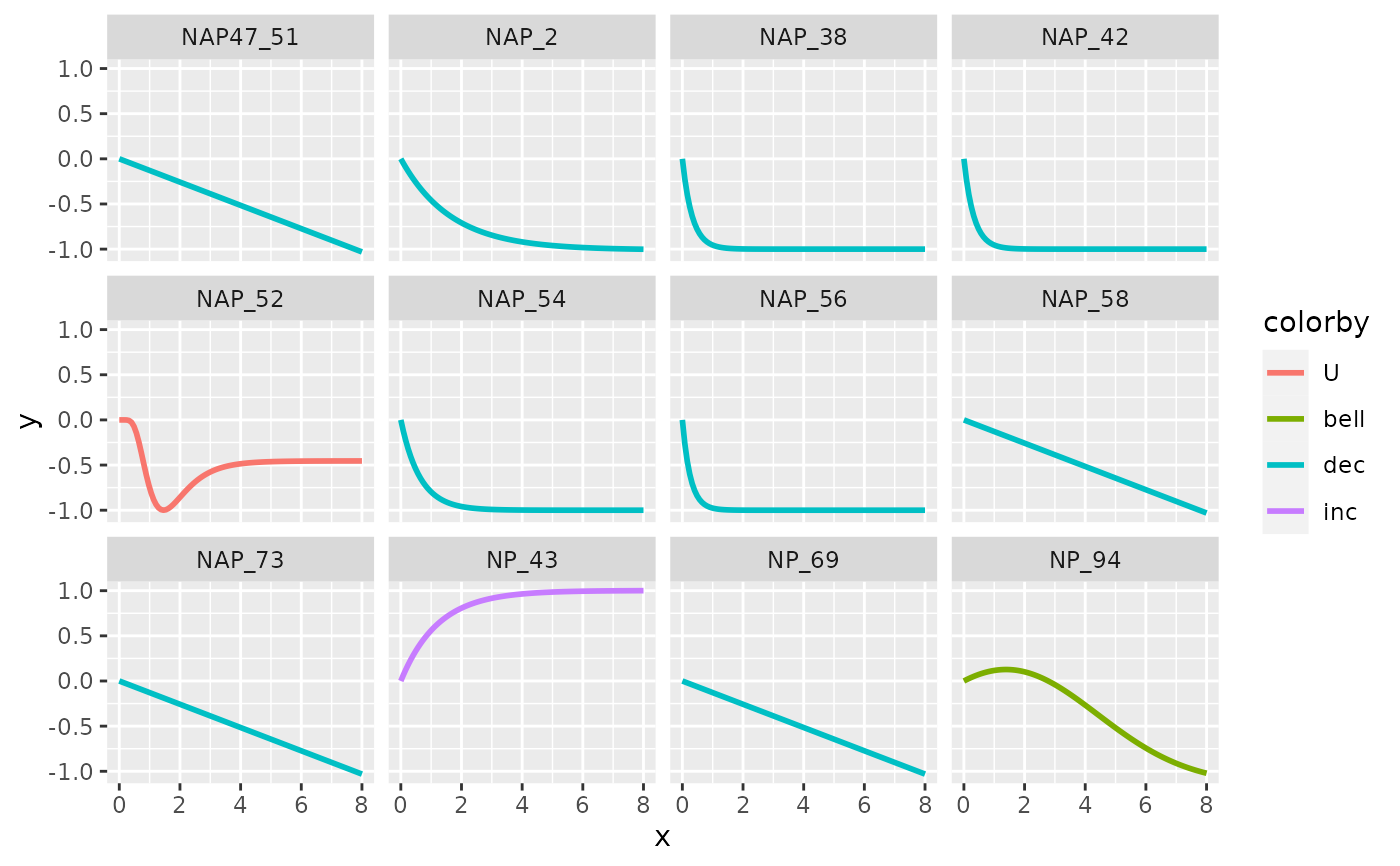 NAP47_51 NAP_2 NAP_38 NAP_42
1.0
0.5
0.0
-0.5
-1.0
NAP_52 NAP_54 NAP_56 NAP_58
1.0
0.5
0.0
-0.5
-1.0
NAP_73 NP_43 NP_69 NP_94
1.0
0.5
0.0
-0.5
-1.0
0 2 4 6 8 0 2 4 6 8 0 2 4 6 8 0 2 4 6 8
x
y
colorby
U
bell
dec
inc